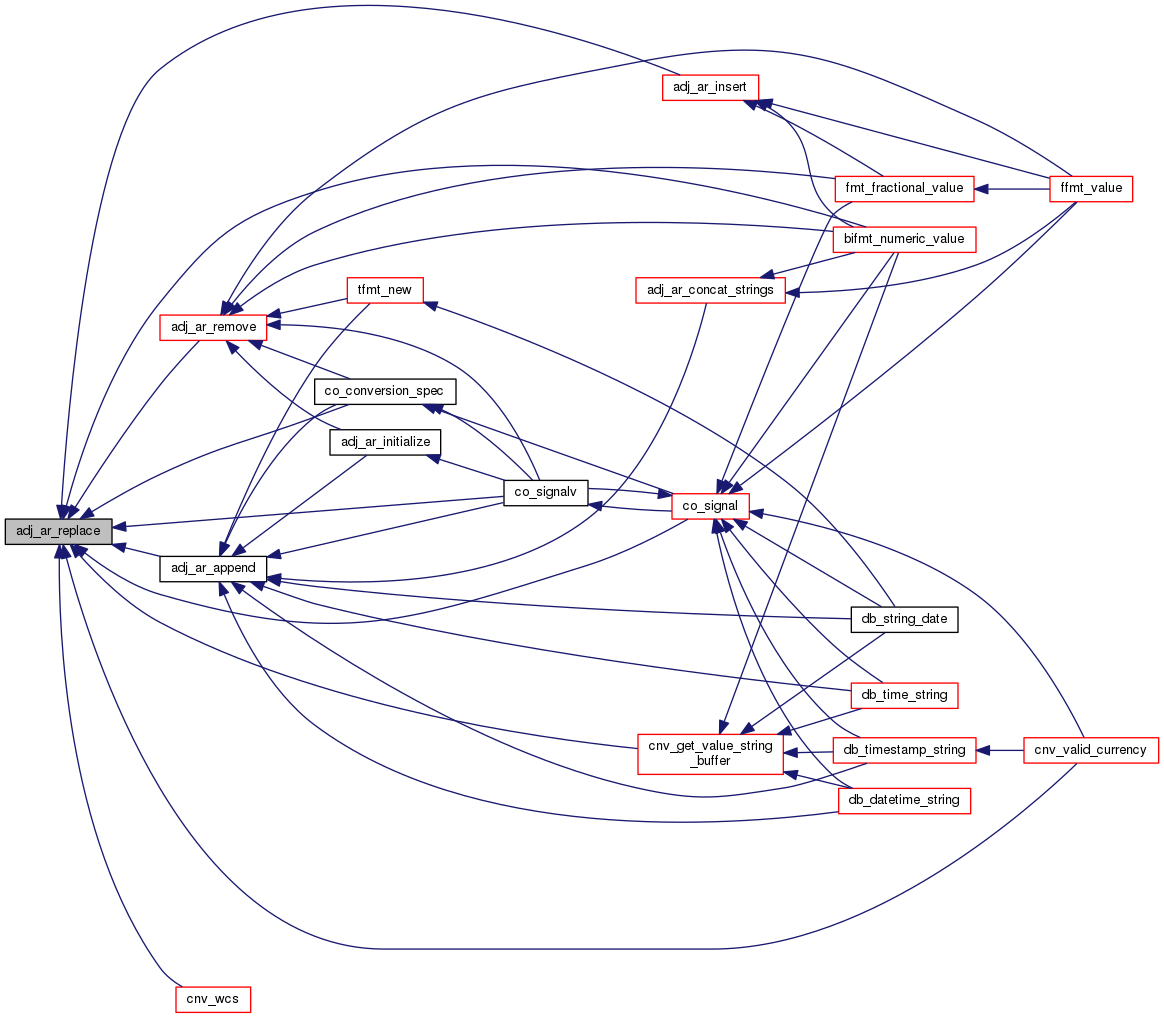 adj_ar_insert
fmt_fractional_value
ffmt_value
bifmt_numeric_value
tfmt_new
adj_ar_concat_strings
adj_ar_remove
co_conversion_spec
adj_ar_initialize
co_signalv
co_signal
adj_ar_replace
adj_ar_append
db_string_date
db_time_string
cnv_get_value_string
_buffer
db_timestamp_string
cnv_valid_currency
db_datetime_string
cnv_wcs